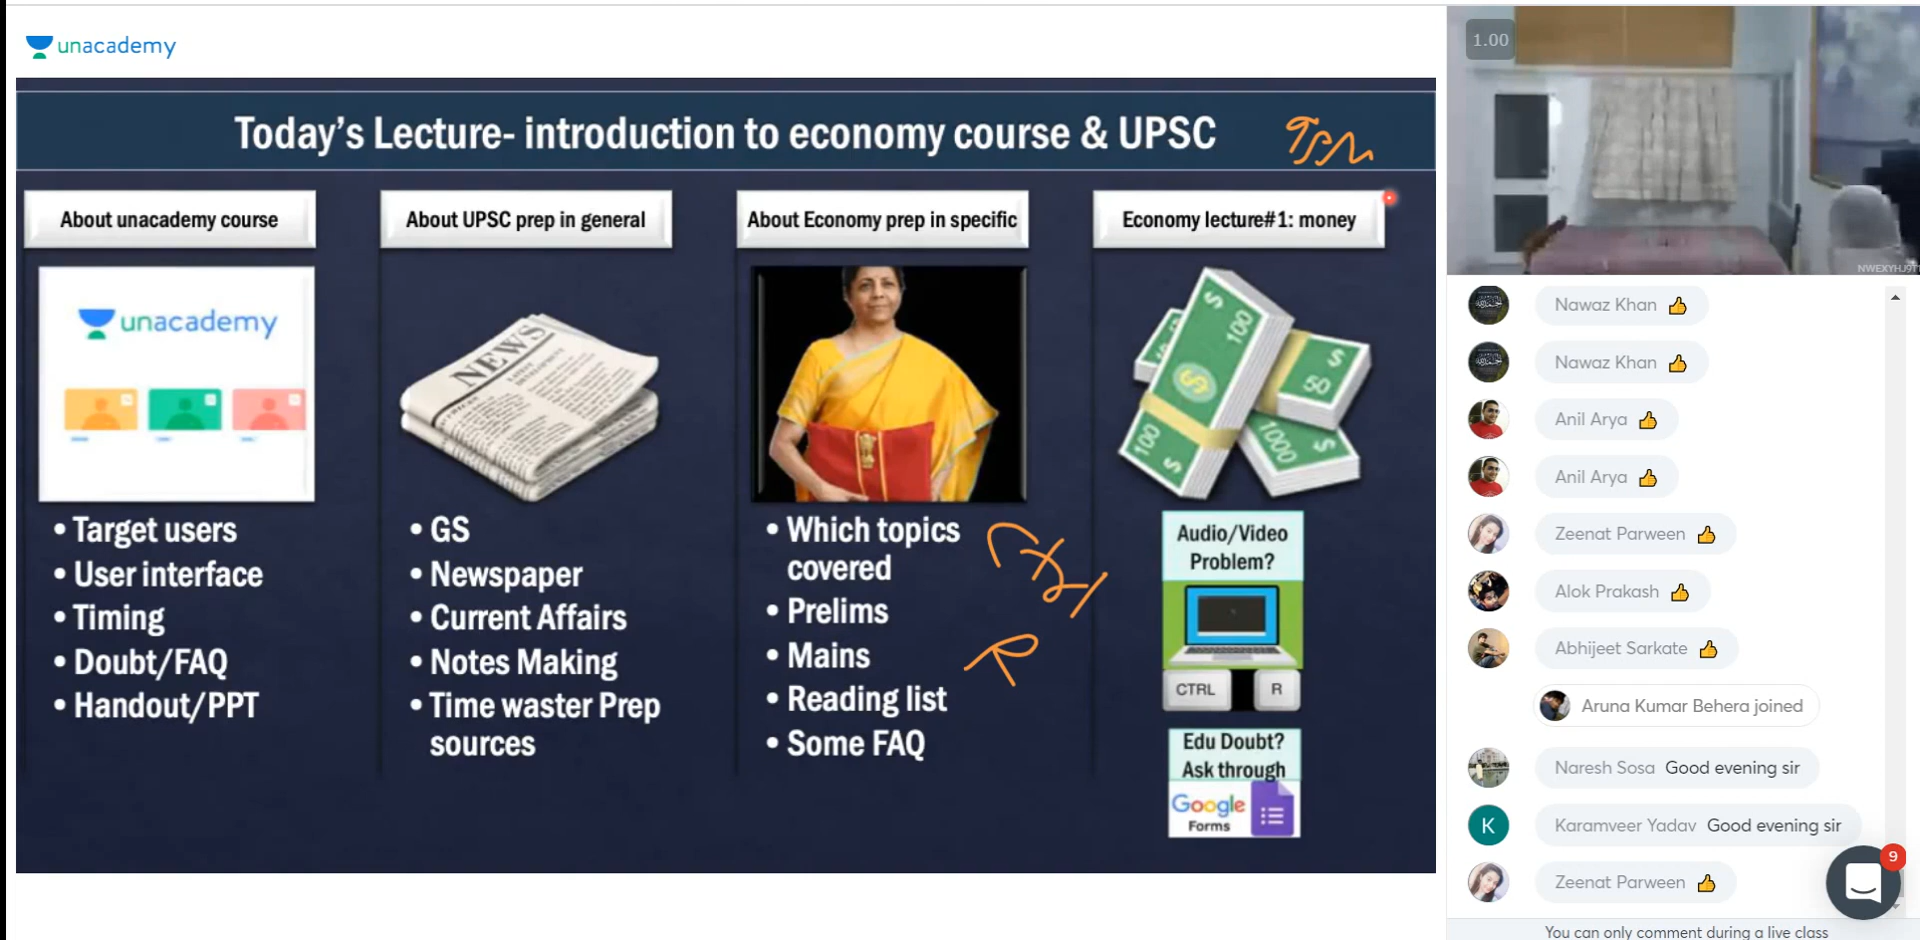 unacademy
Today's Lecture- introduction to economy course & UPSC
9PM
About unacademy course
unacademy
• Target users
• User interface
• Timing
• Doubt/FAQ
• Handout/PPT
About UPSC prep in general
NEWS
• GS
• Newspaper
• Current Affairs
• Notes Making
• Time waster Prep
sources
About Economy prep in specific
• Which topics
covered
• Prelims
• Mains
• Reading list
• Some FAQ
R
Economy lecture#1: money
$
100
$
$
50
100
$
1000
$
Audio/Video
Problem?
CTRL
R
Edu Doubt?
Ask through
Google
Forms
1.00
Nawaz Khan 👍
Nawaz Khan 👍
Anil Arya 👍
Anil Arya 👍
Zeenat Parween 👍
Alok Prakash 👍
Abhijeet Sarkate 👍
Aruna Kumar Behera joined
Naresh Sosa Good evening sir
K
Karamveer Yadav Good evening sir
9
Zeenat Parween 👍
You can only comment during a live class